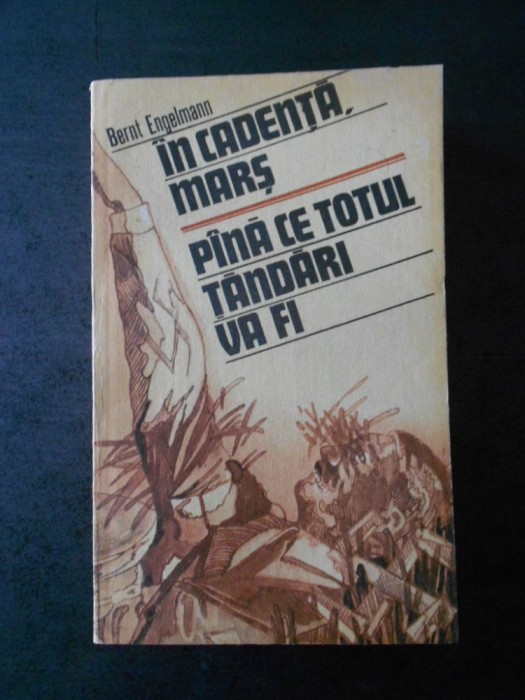 Bernt Engelmann
ÎN CADENȚĂ,
MARȘ
PÎNĂ CE TOTUL
ȚĂNDĂRI
VA FI